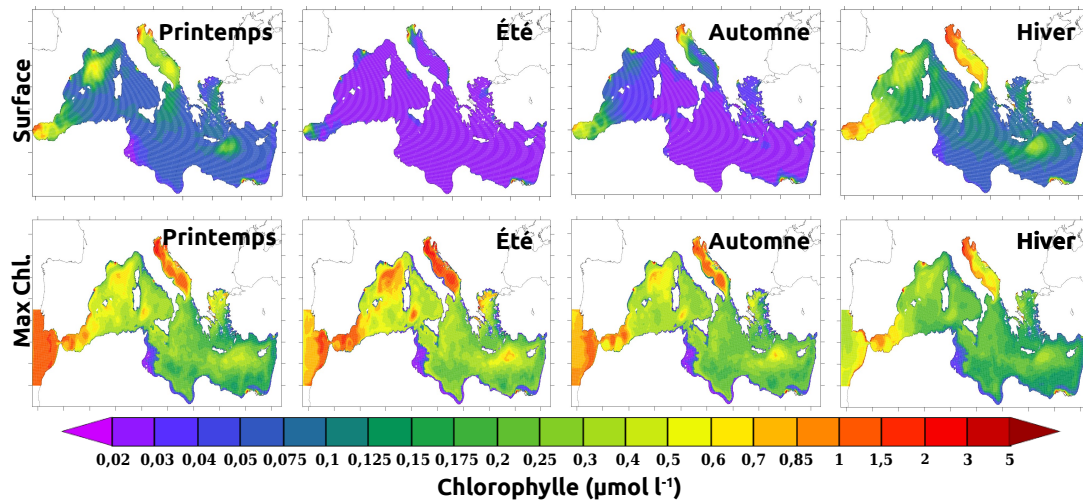 Printemps Été Automne Hiver
Surface
Printemps Été Automne Hiver
Max Chl.
0,02 0,03 0,04 0,05 0,075 0,1 0,125 0,15 0,175 0,2 0,25 0,3 0,4 0,5 0,6 0,7 0,85 1 1,5 2 3 5
Chlorophylle (µmol l⁻¹)